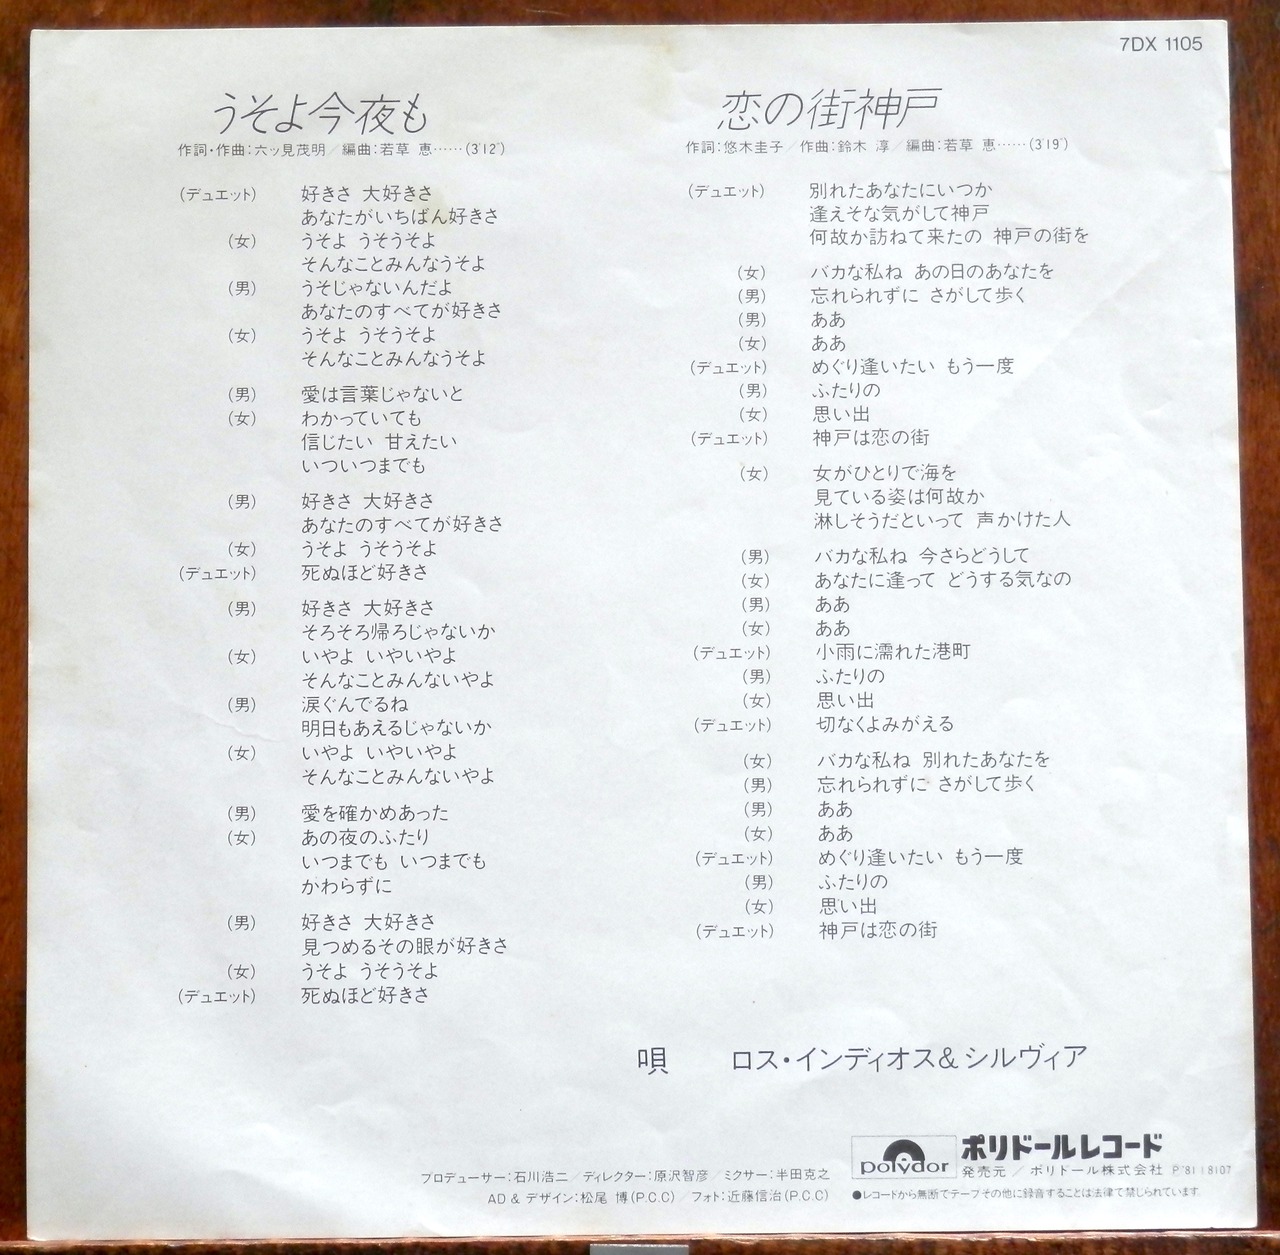 7DX 1105
うそよ今夜も
作詞・作曲:六ッ見茂明／編曲:若草 恵……(3'12")
(デュエット) 好きさ 大好きさ
あなたがいちばん好きさ
(女) うそよ うそうそよ
そんなことみんなうそよ
(男) うそじゃないんだよ
あなたのすべてが好きさ
(女) うそよ うそうそよ
そんなことみんなうそよ
(男) 愛は言葉じゃないと
(女) わかっていても
信じたい 甘えたい
いついつまでも
(男) 好きさ 大好きさ
あなたのすべてが好きさ
(女) うそよ うそうそよ
(デュエット) 死ぬほど好きさ
(男) 好きさ 大好きさ
そろそろ帰ろじゃないか
(女) いやよ いやいやよ
そんなことみんないやよ
(男) 涙ぐんでるね
明日もあえるじゃないか
(女) いやよ いやいやよ
そんなことみんないやよ
(男) 愛を確かめあった
(女) あの夜のふたり
いつまでも いつまでも
かわらずに
(男) 好きさ 大好きさ
見つめるその眼が好きさ
(女) うそよ うそうそよ
(デュエット) 死ぬほど好きさ
恋の街神戸
作詞:悠木圭子／作曲:鈴木 淳／編曲:若草 恵……(3'19")
(デュエット) 別れたあなたにいつか
逢えそな気がして神戸
何故か訪ねて来たの 神戸の街を
(女) バカな私ね あの日のあなたを
(男) 忘れられずに さがして歩く
(男) ああ
(女) ああ
(デュエット) めぐり逢いたい もう一度
(男) ふたりの
(女) 思い出
(デュエット) 神戸は恋の街
(女) 女がひとりで海を
見ている姿は何故か
淋しそうだといって 声かけた人
(男) バカな私ね 今さらどうして
(女) あなたに逢って どうする気なの
(男) ああ
(女) ああ
(デュエット) 小雨に濡れた港町
(男) ふたりの
(女) 思い出
(デュエット) 切なくよみがえる
(女) バカな私ね 別れたあなたを
(男) 忘れられずに さがして歩く
(男) ああ
(女) ああ
(デュエット) めぐり逢いたい もう一度
(男) ふたりの
(女) 思い出
(デュエット) 神戸は恋の街
唄 ロス・インディオス&シルヴィア
プロデューサー:石川浩二／ディレクター:原沢智彦／ミクサー:半田克之
AD & デザイン:松尾 博(P.C.C)／フォト:近藤信治(P.C.C)
polydor
ポリドールレコード
発売元／ポリドール株式会社 P '81 I 8107
●レコードから無断でテープその他に録音することは法律で禁じられています。